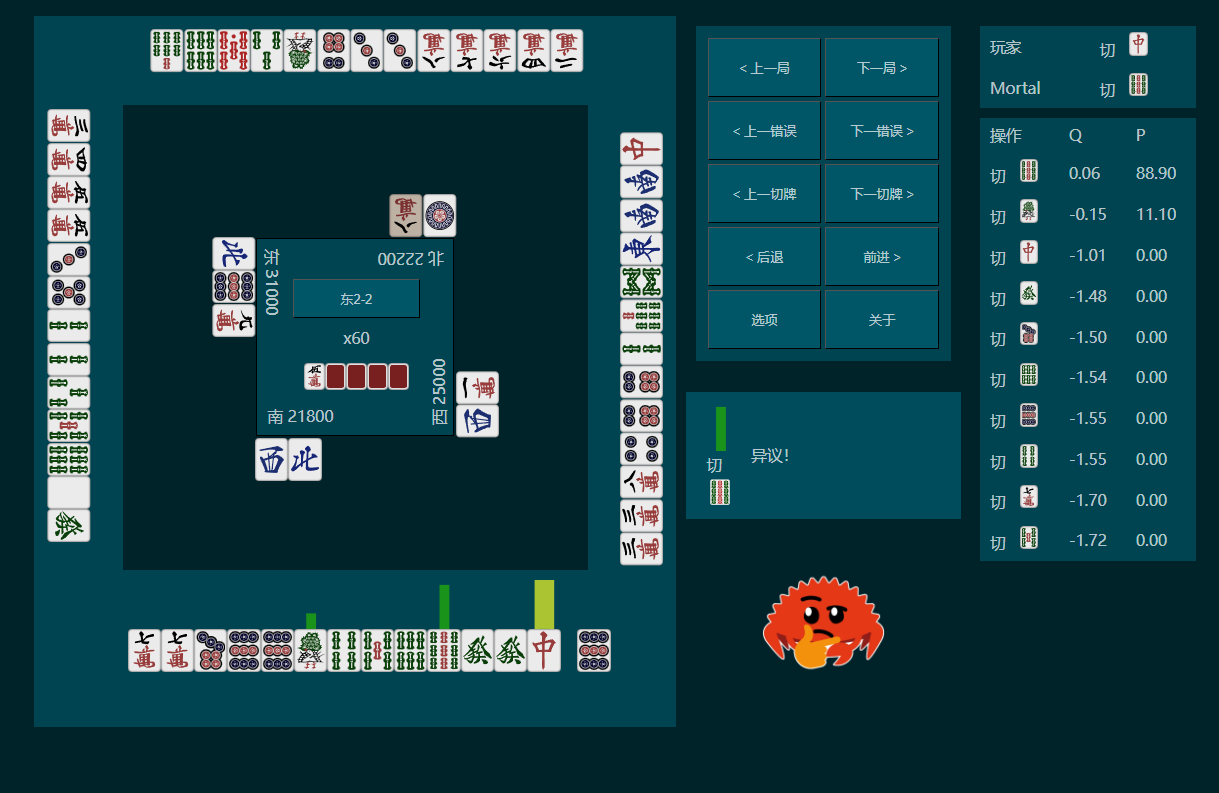 < 上一局
下一局 >
< 上一错误
下一错误 >
< 上一切牌
下一切牌 >
< 后退
前进 >
选项
关于
玩家 切
Mortal 切
操作 Q P
切 0.06 88.90
切 -0.15 11.10
切 -1.01 0.00
切 -1.48 0.00
切 -1.50 0.00
切 -1.54 0.00
切 -1.55 0.00
切 -1.55 0.00
切 -1.70 0.00
切 -1.72 0.00
异议!
切
北 22200
东 31000
东2-2
x60
西 25000
南 21800